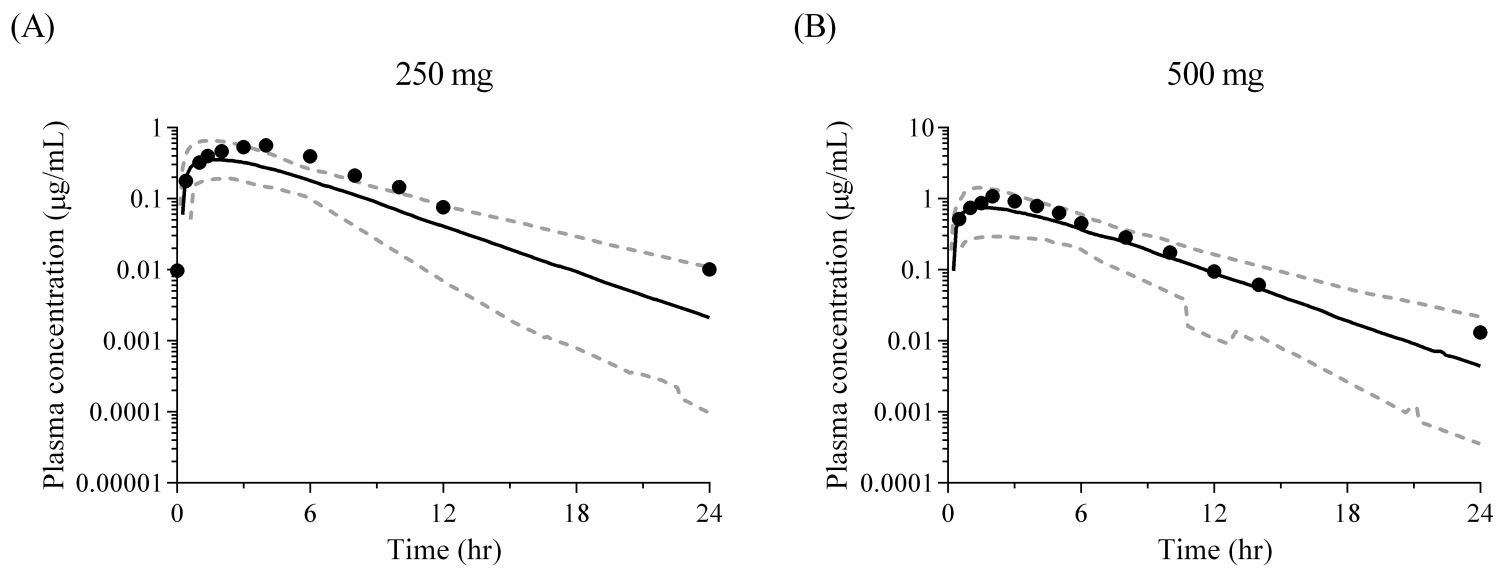 (A)
250 mg
Plasma concentration (μg/mL)
1
0.1
0.01
0.001
0.0001
0.00001
0
6
12
18
24
Time (hr)
(B)
500 mg
Plasma concentration (μg/mL)
10
1
0.1
0.01
0.001
0.0001
0
6
12
18
24
Time (hr)